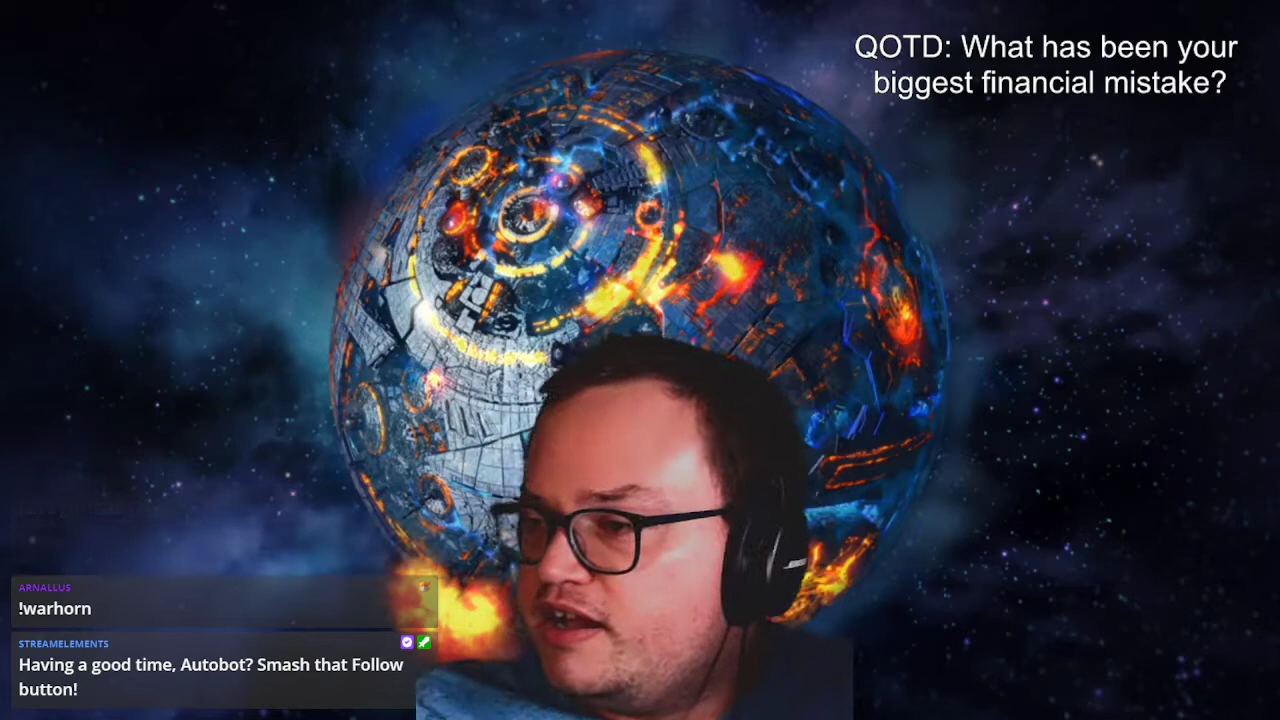 QOTD: What has been your
biggest financial mistake?
ARNALLUS
!warhorn
STREAMELEMENTS
Having a good time, Autobot? Smash that Follow
button!